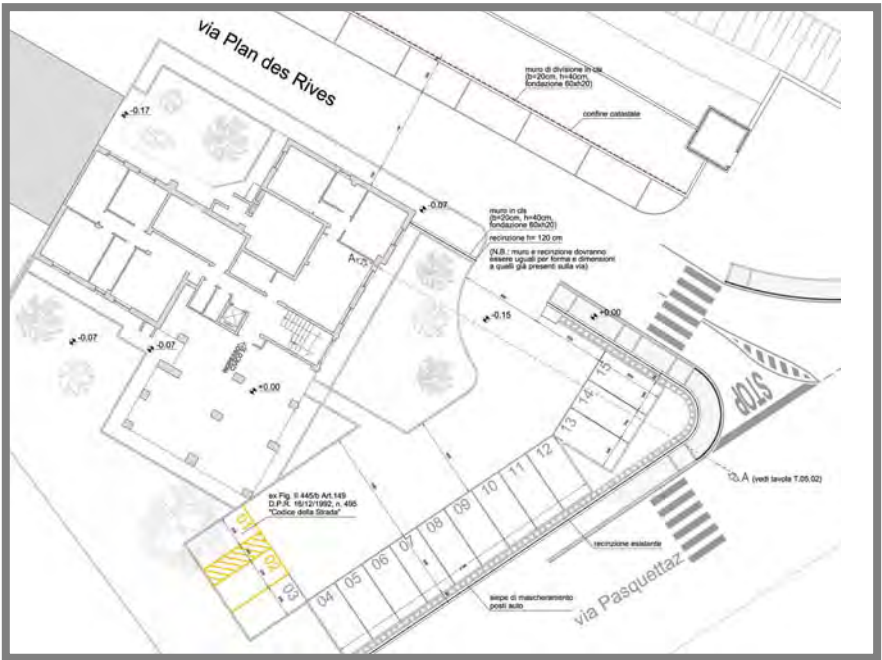 via Plan des Rives
muro di divisione in cls
(b=20cm, h=40cm,
fondazione 60xh20)
confine catastale
-0.17
-0.07
muro in cls
(b=20cm, h=40cm,
fondazione 60xh20)
recinzione h= 120 cm
(N.B.: muro e recinzione dovranno
essere uguali per forma e dimensioni
a quelli già presenti sulla via)
A
-0.15
+0.00
-0.07
-0.07
+0.00
STOP
15
14
13
12
11
10
09
08
07
06
05
04
03
02
01
A (vedi tavola T.05.02)
ex Fig. II 445/b Art.149
D.P.R. 16/12/1992, n. 495
"Codice della Strada"
recinzione esistente
siepe di mascheramento
posti auto
via Pasquettaz